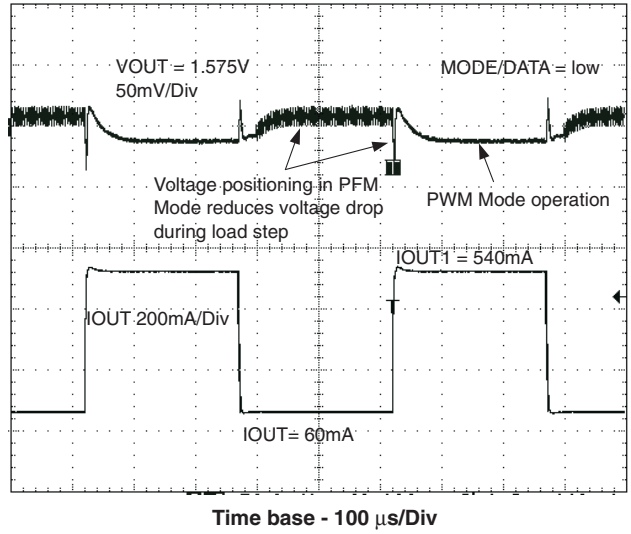 VOUT = 1.575V
50mV/Div
MODE/DATA = low
Voltage positioning in PFM
Mode reduces voltage drop
during load step
PWM Mode operation
IOUT1 = 540mA
IOUT 200mA/Div
IOUT= 60mA
Time base - 100 μs/Div